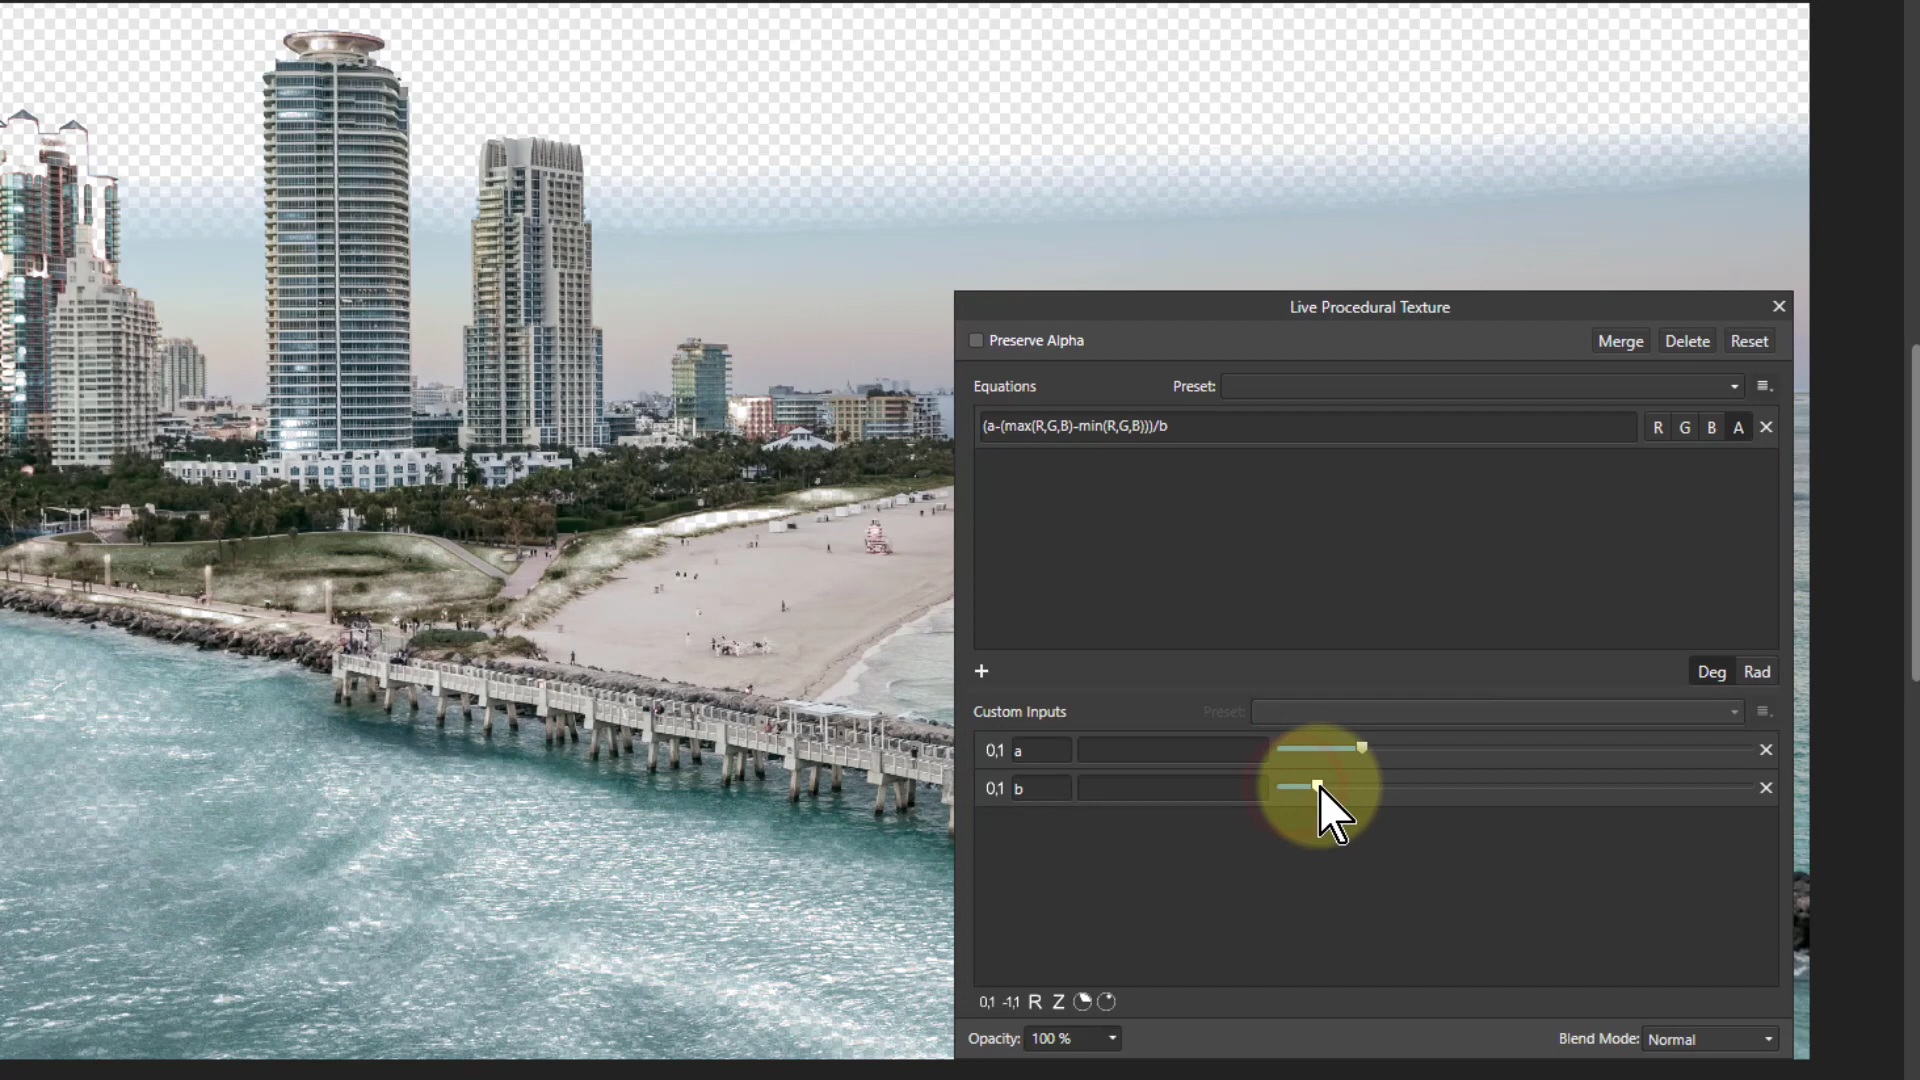 Live Procedural Texture
Preserve Alpha
Merge
Delete
Reset
Equations
Preset:
(a-(max(R,G,B)-min(R,G,B)))/b
R G B A
Deg Rad
Custom Inputs
Preset:
0,1 a
0,1 b
0,1 -1,1 R Z
Opacity: 100 %
Blend Mode: Normal